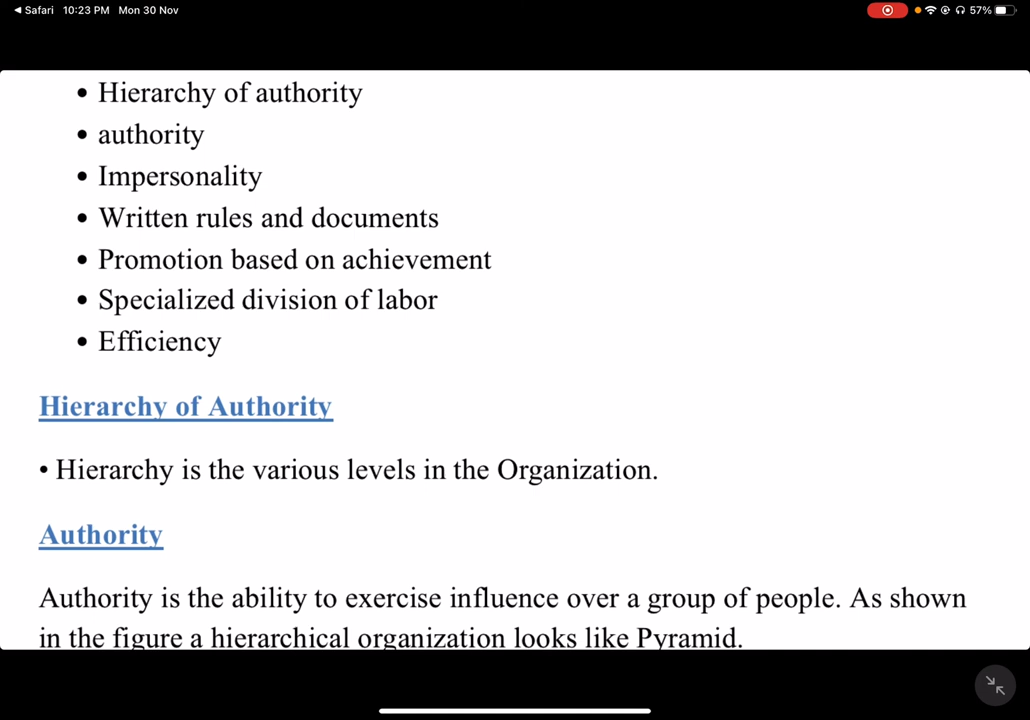 Safari 10:23 PM Mon 30 Nov 57%
• Hierarchy of authority
• authority
• Impersonality
• Written rules and documents
• Promotion based on achievement
• Specialized division of labor
• Efficiency
Hierarchy of Authority
• Hierarchy is the various levels in the Organization.
Authority
Authority is the ability to exercise influence over a group of people. As shown
in the figure a hierarchical organization looks like Pyramid.